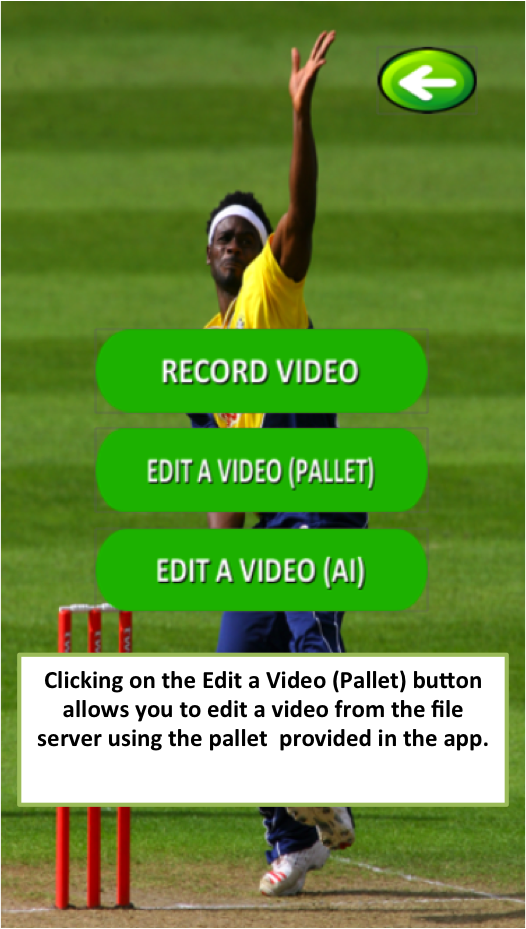 RECORD VIDEO
EDIT A VIDEO (PALLET)
EDIT A VIDEO (AI)
Clicking on the Edit a Video (Pallet) button
allows you to edit a video from the file
server using the pallet provided in the app.